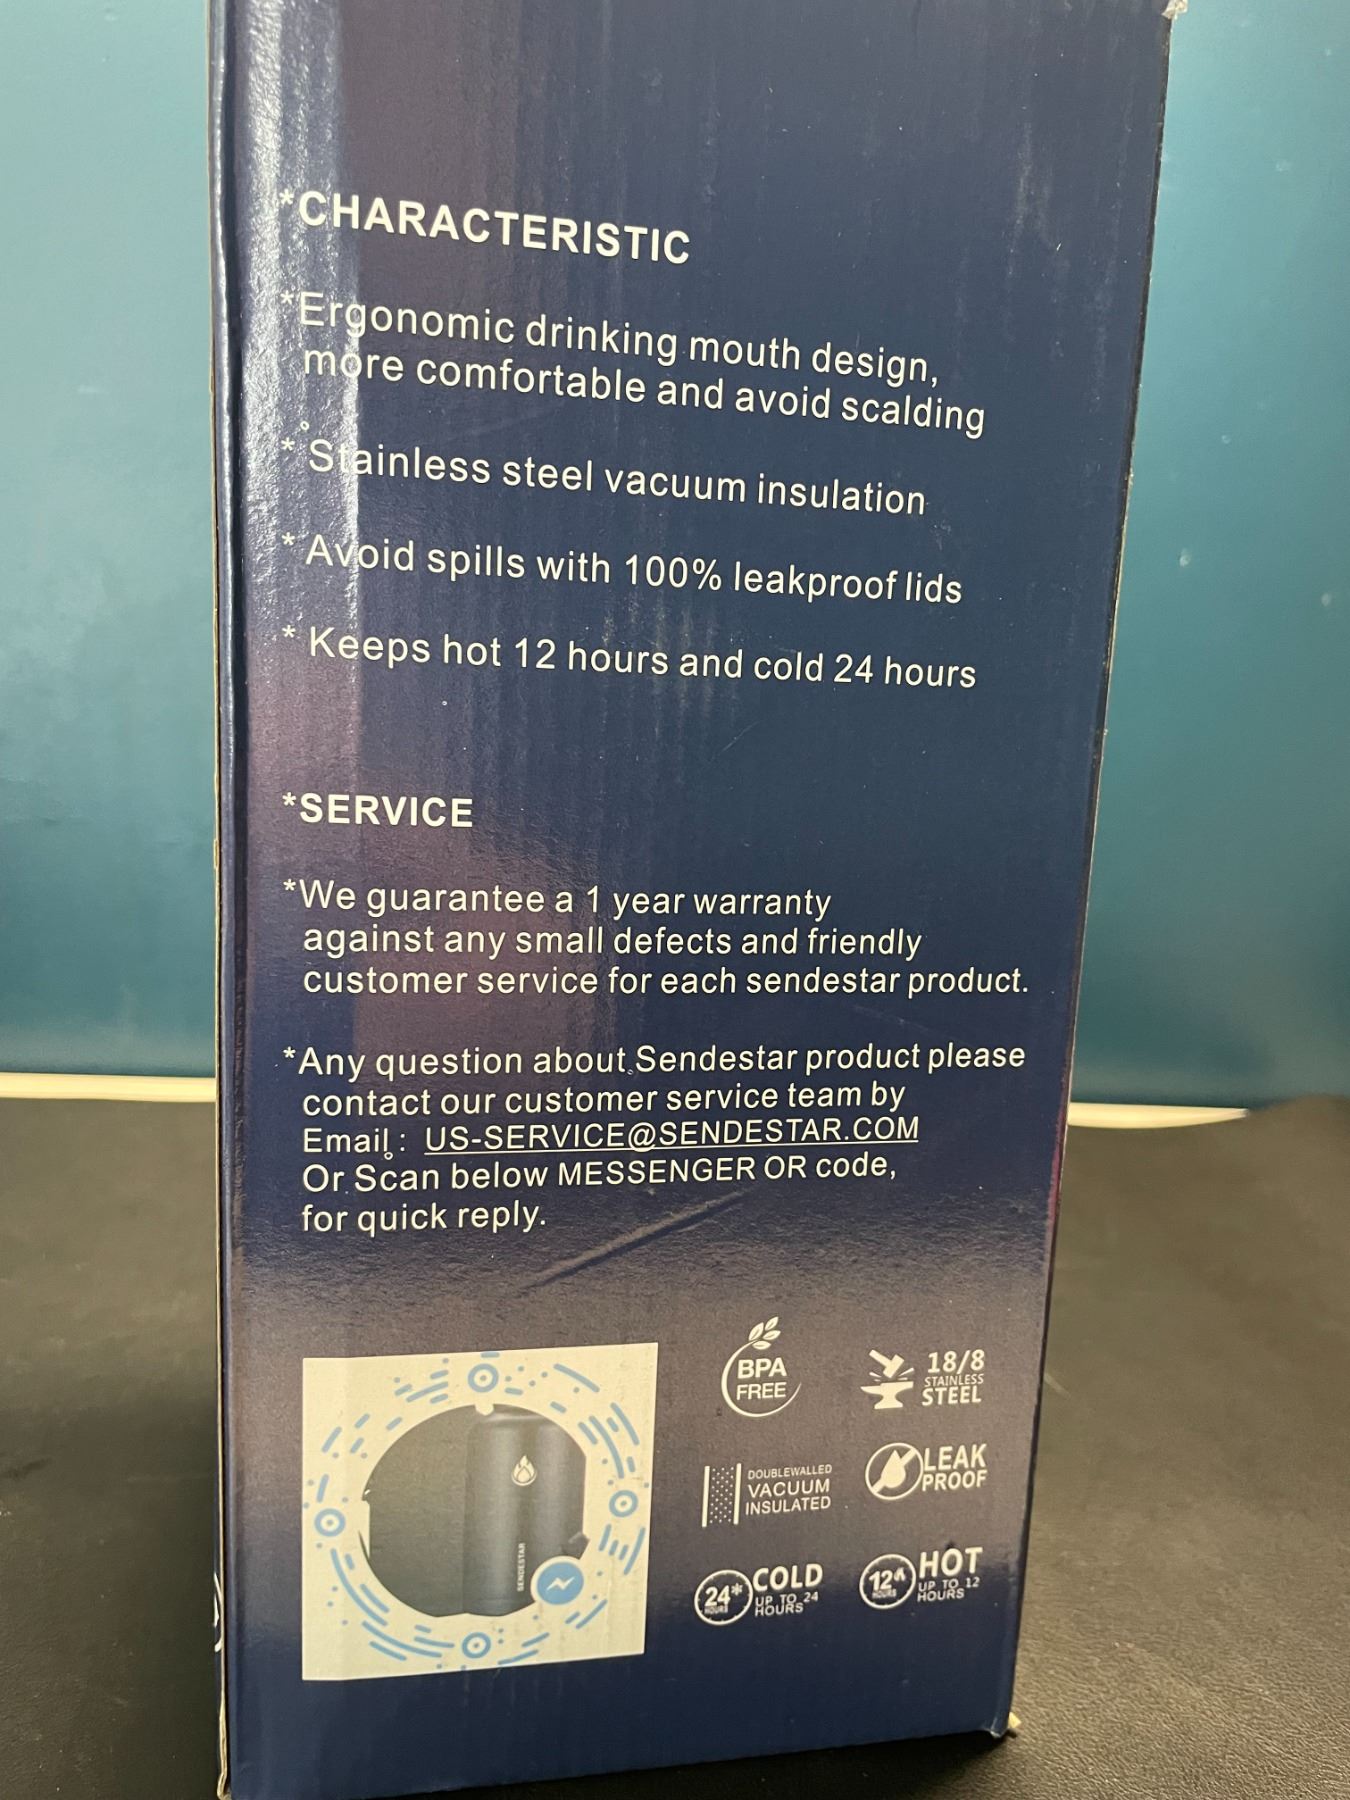 *CHARACTERISTIC
*Ergonomic drinking mouth design,
more comfortable and avoid scalding
* Stainless steel vacuum insulation
* Avoid spills with 100% leakproof lids
* Keeps hot 12 hours and cold 24 hours
*SERVICE
*We guarantee a 1 year warranty
against any small defects and friendly
customer service for each sendestar product.
*Any question about Sendestar product please
contact our customer service team by
Email: US-SERVICE@SENDESTAR.COM
Or Scan below MESSENGER OR code,
for quick reply.
BPA
FREE
18/8
STAINLESS
STEEL
DOUBLEWALLED
VACUUM
INSULATED
LEAK
PROOF
24*
HOURS
COLD
UP TO 24
HOURS
12
HOURS
HOT
UP TO 12
HOURS
SENDESTAR